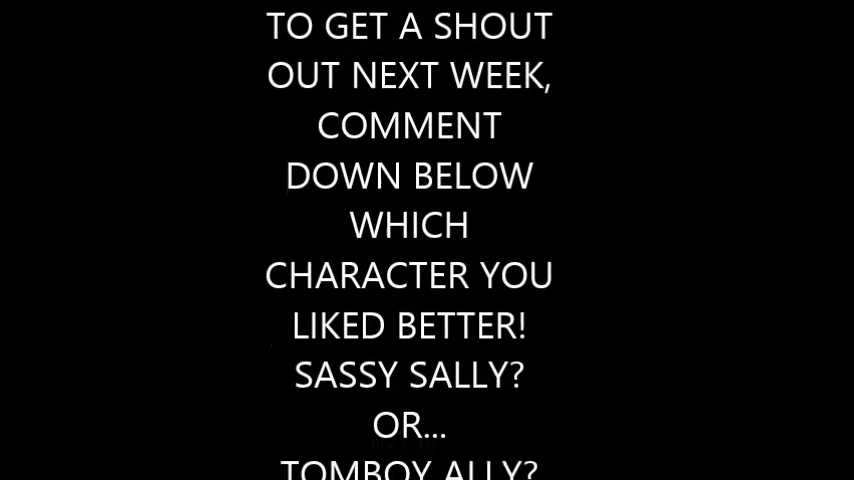 TO GET A SHOUT
OUT NEXT WEEK,
COMMENT
DOWN BELOW
WHICH
CHARACTER YOU
LIKED BETTER!
SASSY SALLY?
OR...
TOMBOY ALLY?